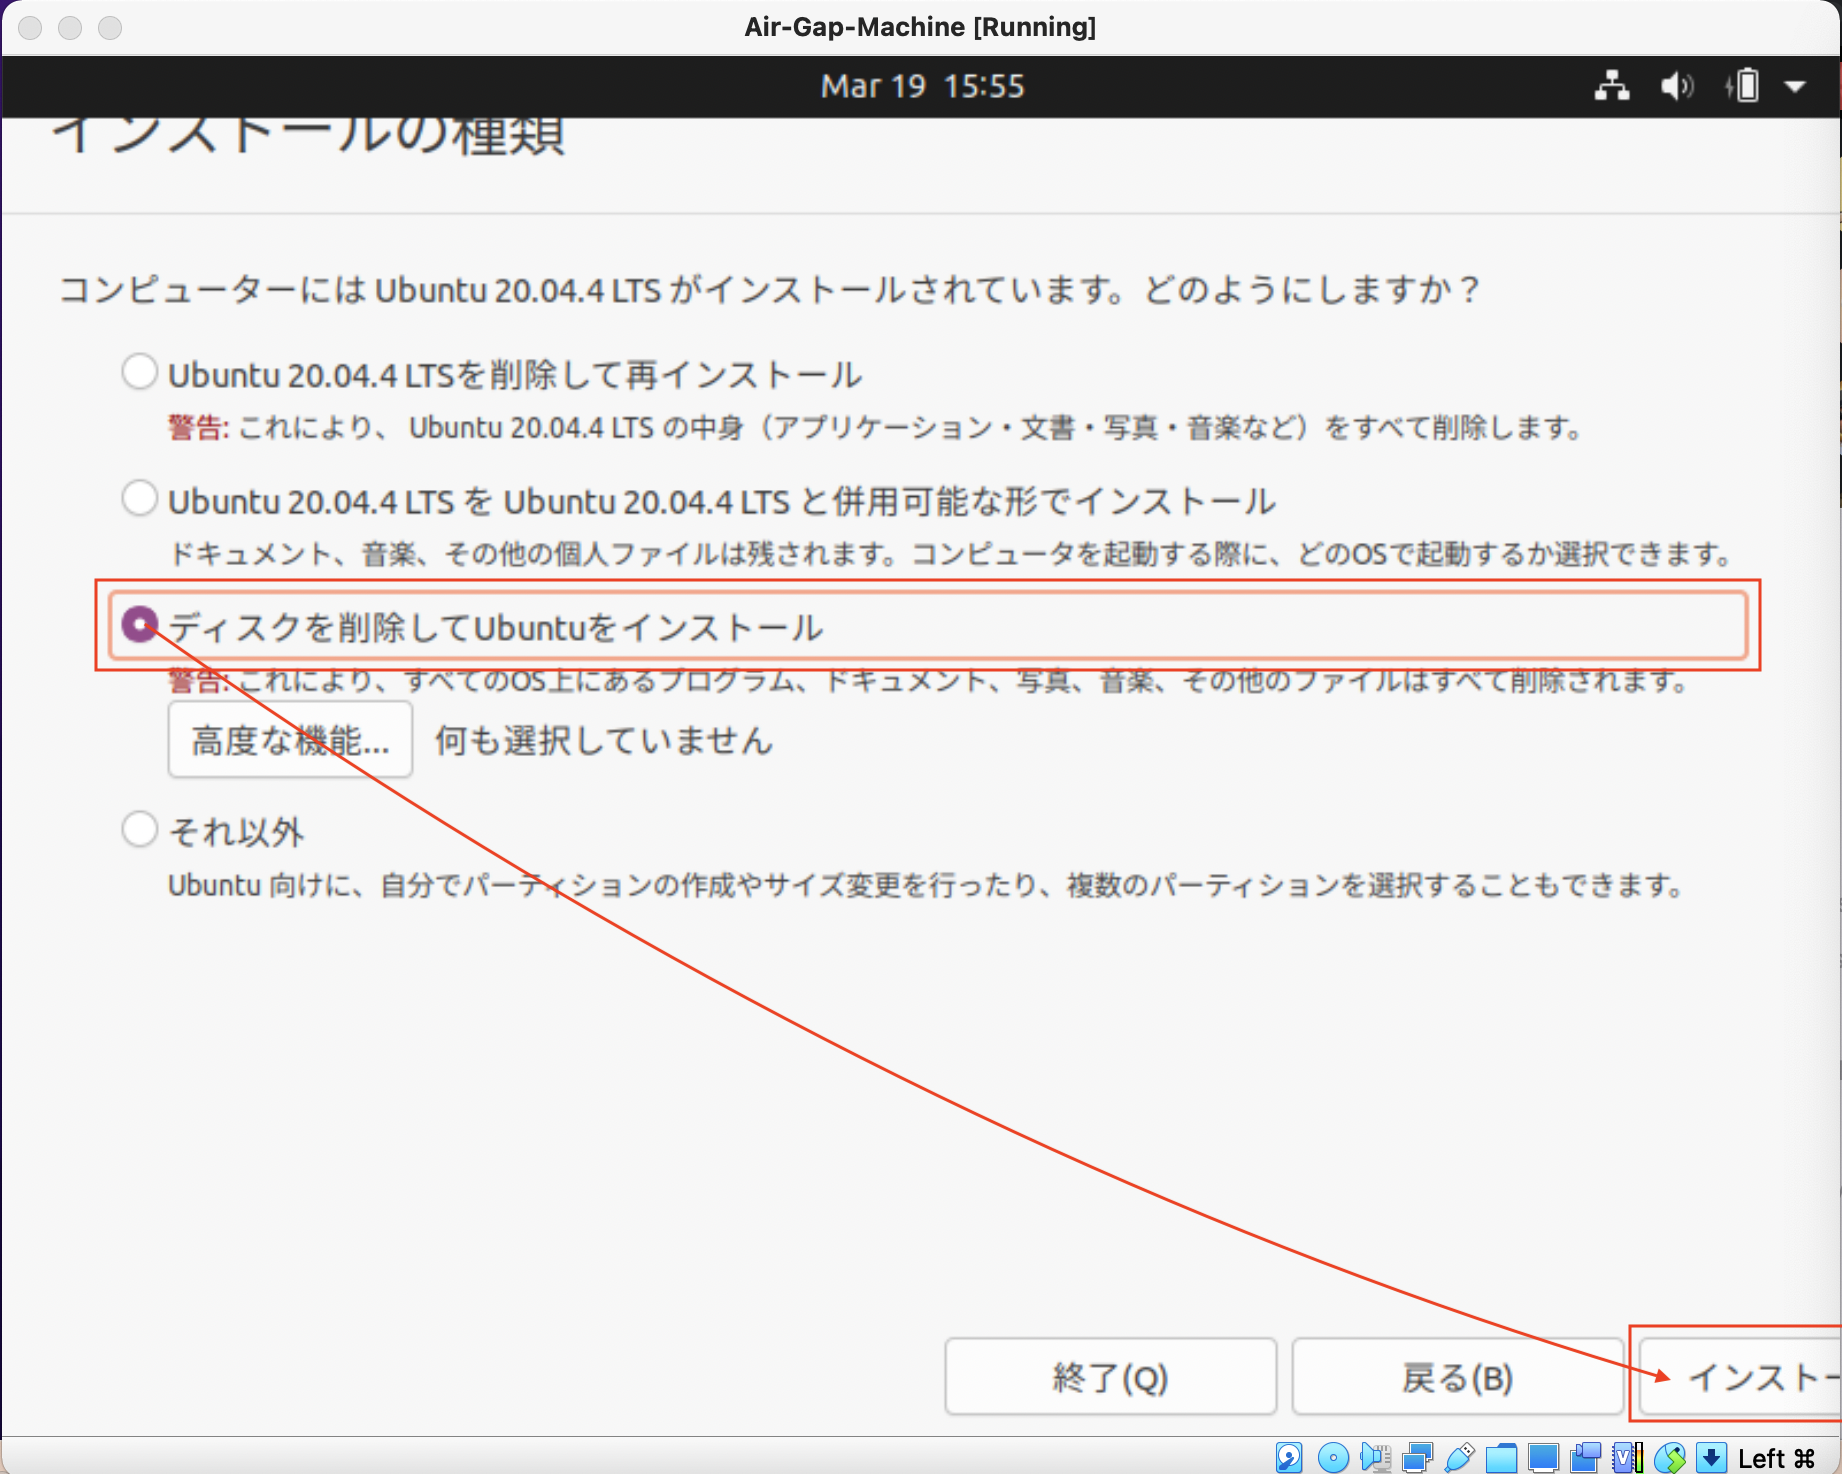 Air-Gap-Machine [Running]
Mar 19 15:55
インストールの種類
コンピューターには Ubuntu 20.04.4 LTS がインストールされています。どのようにしますか？
Ubuntu 20.04.4 LTSを削除して再インストール
警告: これにより、 Ubuntu 20.04.4 LTS の中身（アプリケーション・文書・写真・音楽など）をすべて削除します。
Ubuntu 20.04.4 LTS を Ubuntu 20.04.4 LTS と併用可能な形でインストール
ドキュメント、音楽、その他の個人ファイルは残されます。コンピュータを起動する際に、どのOSで起動するか選択できます。
ディスクを削除してUbuntuをインストール
警告: これにより、すべてのOS上にあるプログラム、ドキュメント、写真、音楽、その他のファイルはすべて削除されます。
高度な機能... 何も選択していません
それ以外
Ubuntu 向けに、自分でパーティションの作成やサイズ変更を行ったり、複数のパーティションを選択することもできます。
終了(Q) 戻る(B) インストー
Left ⌘